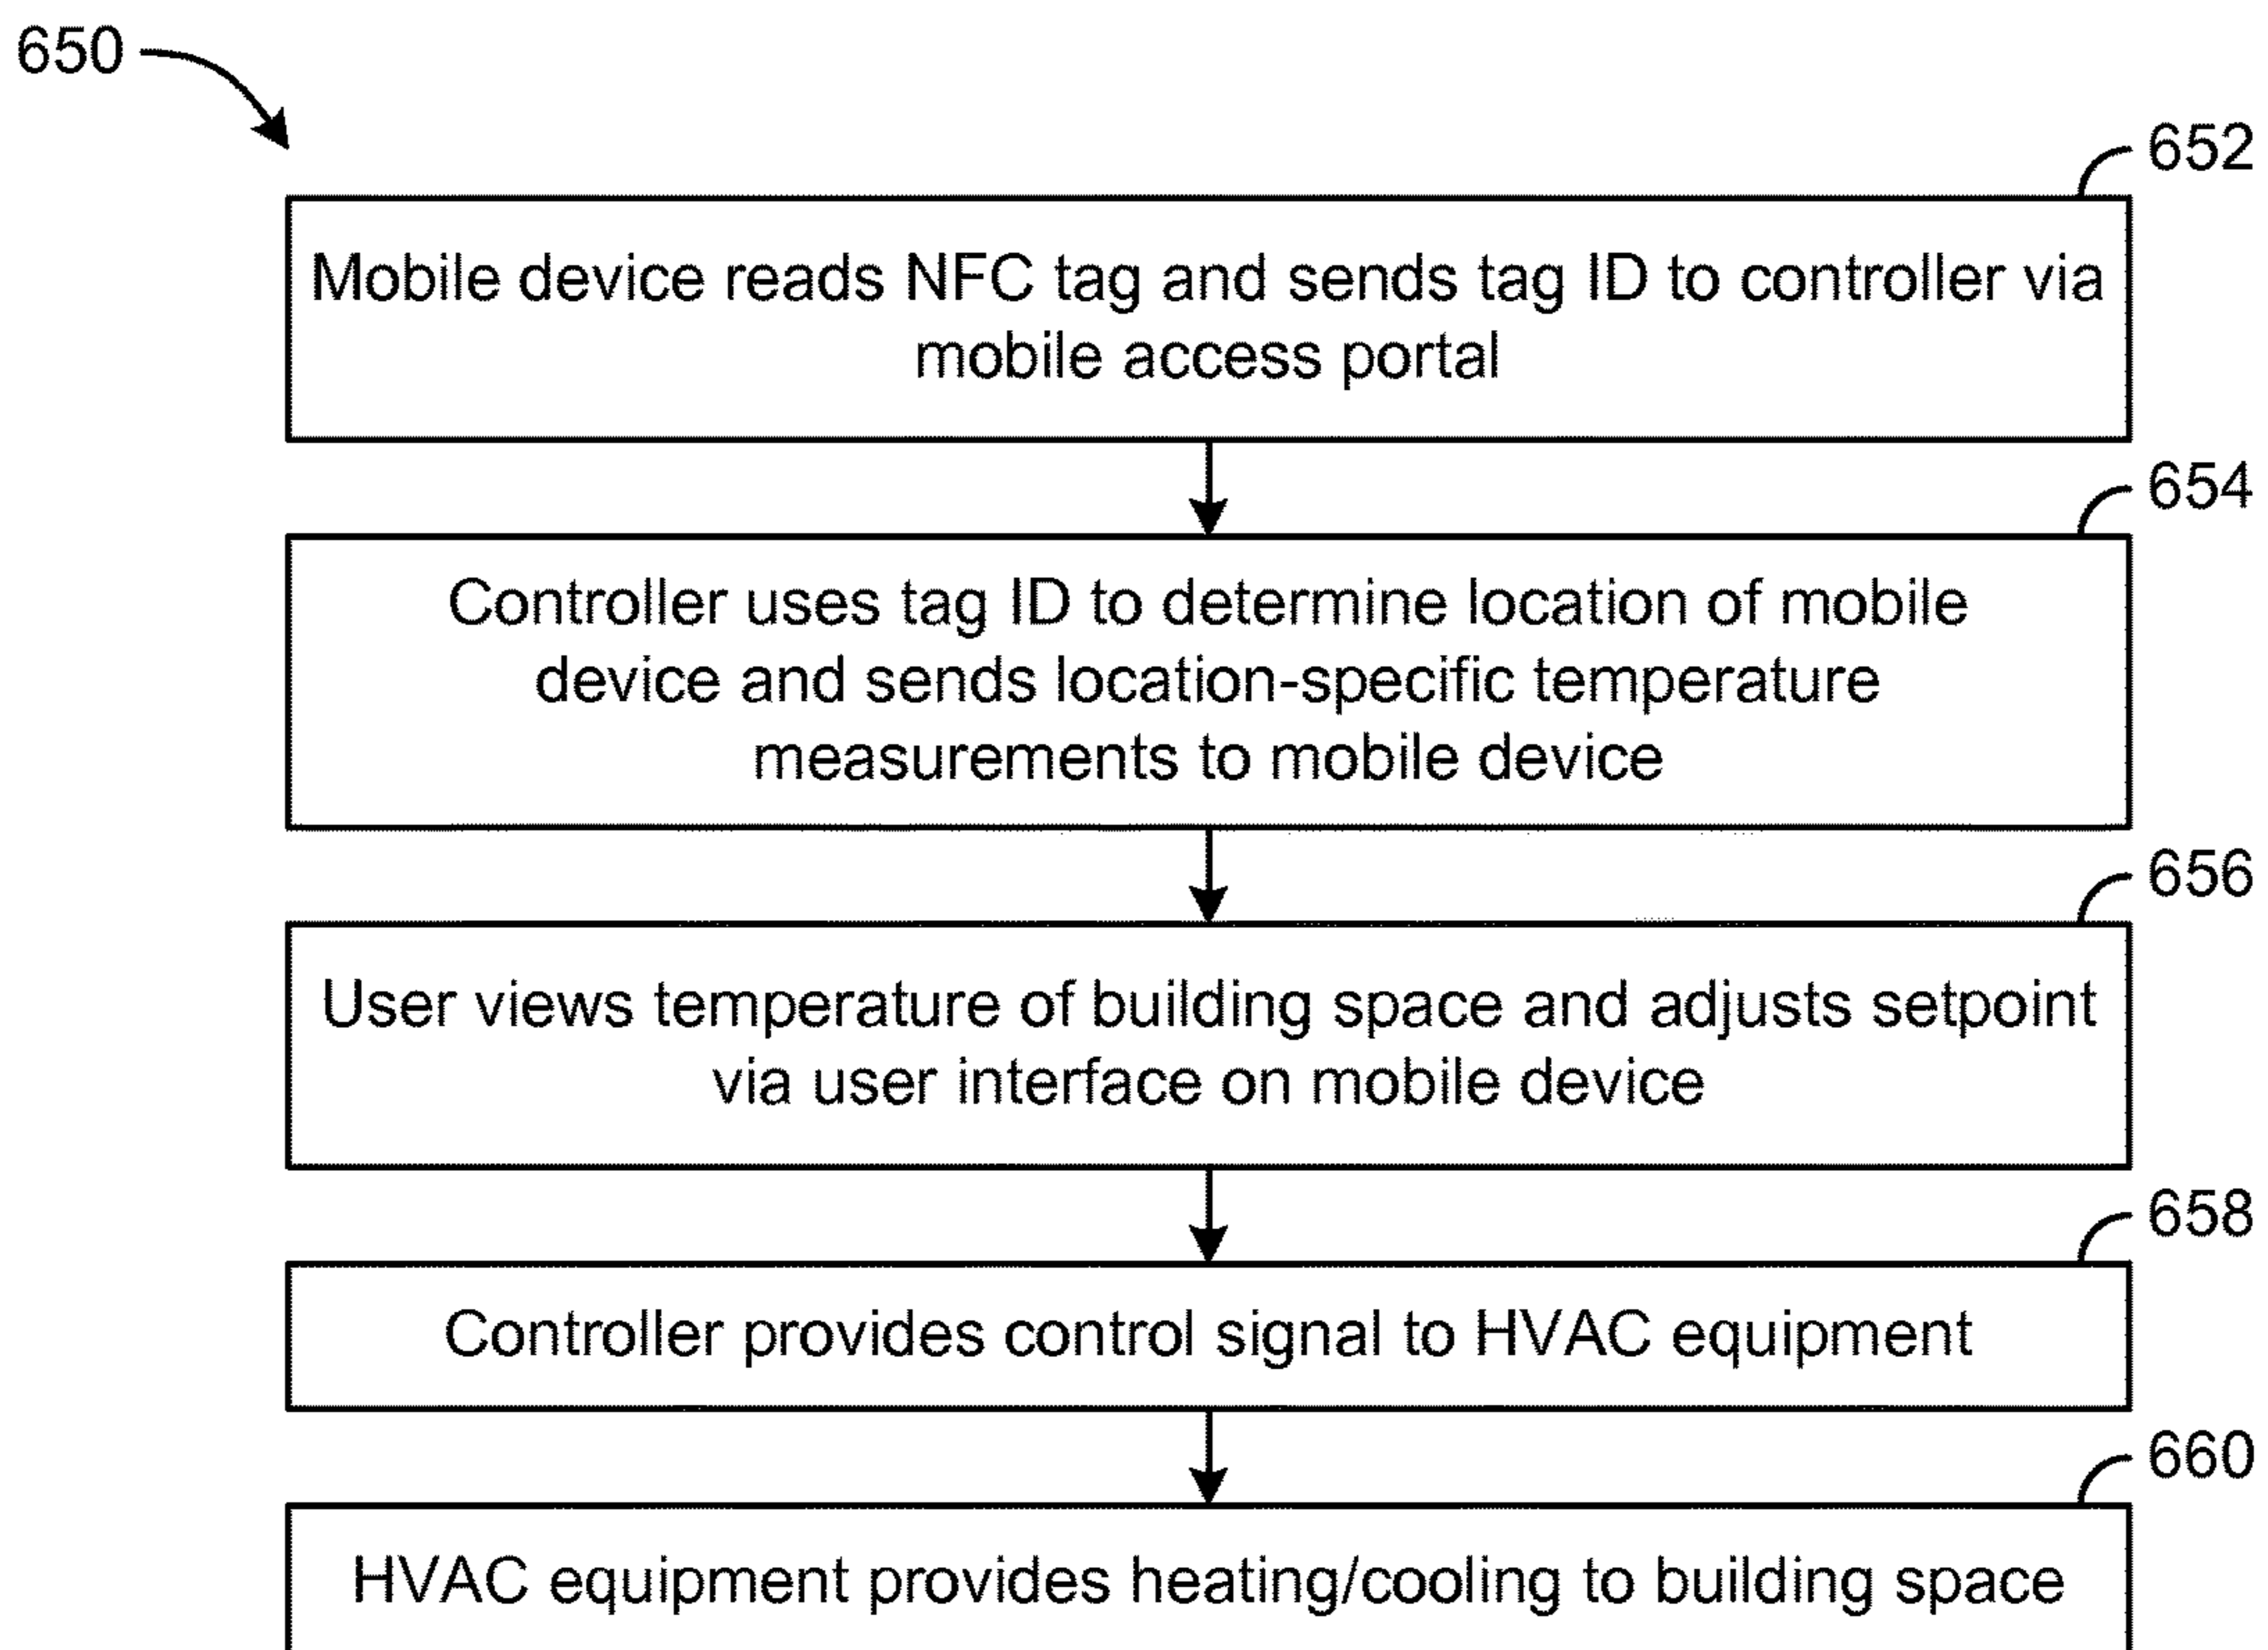 650
652
Mobile device reads NFC tag and sends tag ID to controller via
mobile access portal
654
Controller uses tag ID to determine location of mobile
device and sends location-specific temperature
measurements to mobile device
656
User views temperature of building space and adjusts setpoint
via user interface on mobile device
658
Controller provides control signal to HVAC equipment
660
HVAC equipment provides heating/cooling to building space